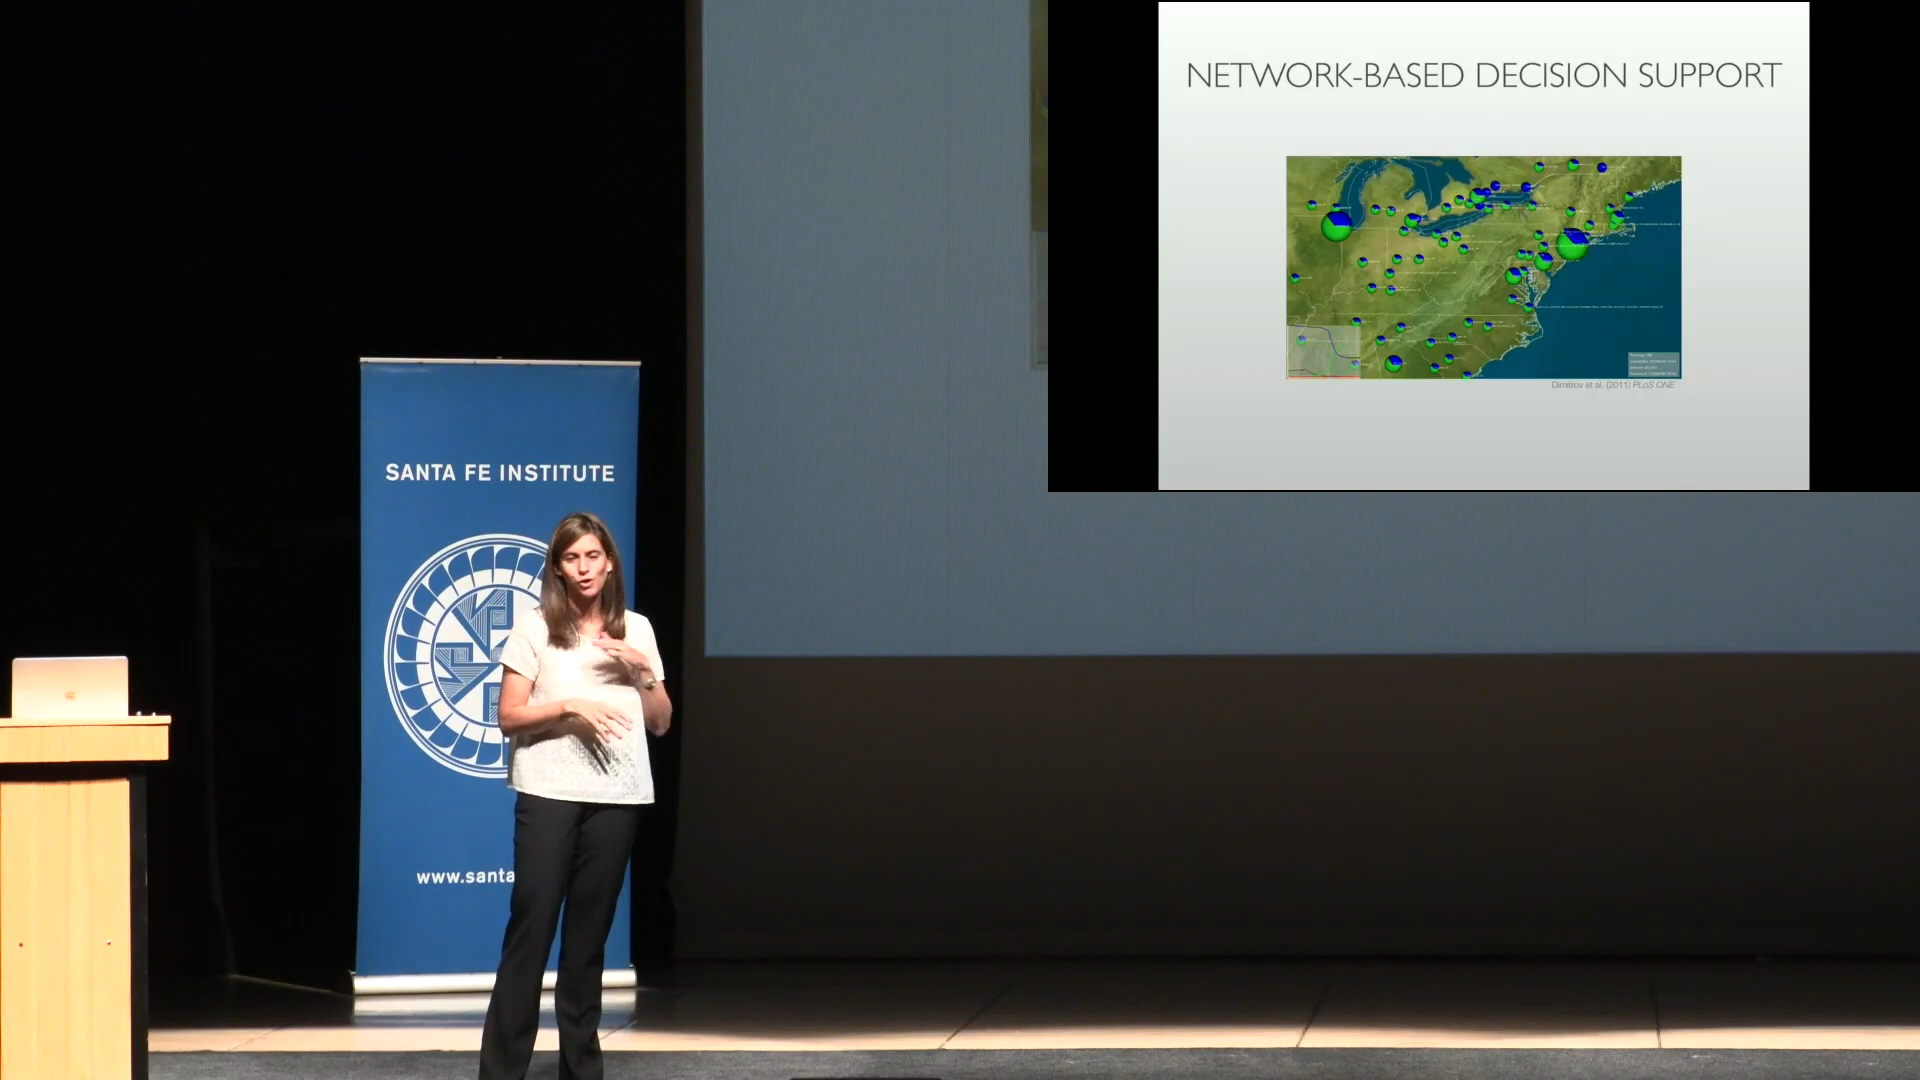 NETWORK-BASED DECISION SUPPORT
Dimitrov et al. (2011) PLoS ONE
SANTA FE INSTITUTE
www.santa